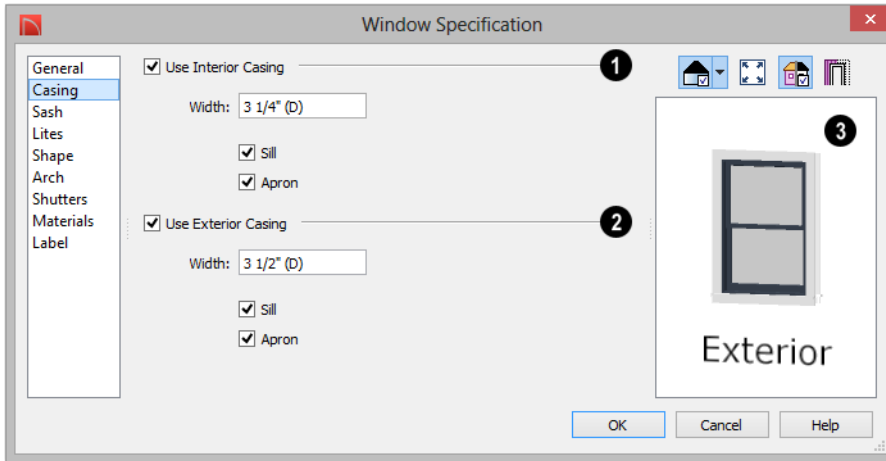 Window Specification
General
Casing
Sash
Lites
Shape
Arch
Shutters
Materials
Label
Use Interior Casing
1
Width: 3 1/4" (D)
Sill
Apron
Use Exterior Casing
2
Width: 3 1/2" (D)
Sill
Apron
3
Exterior
OK Cancel Help